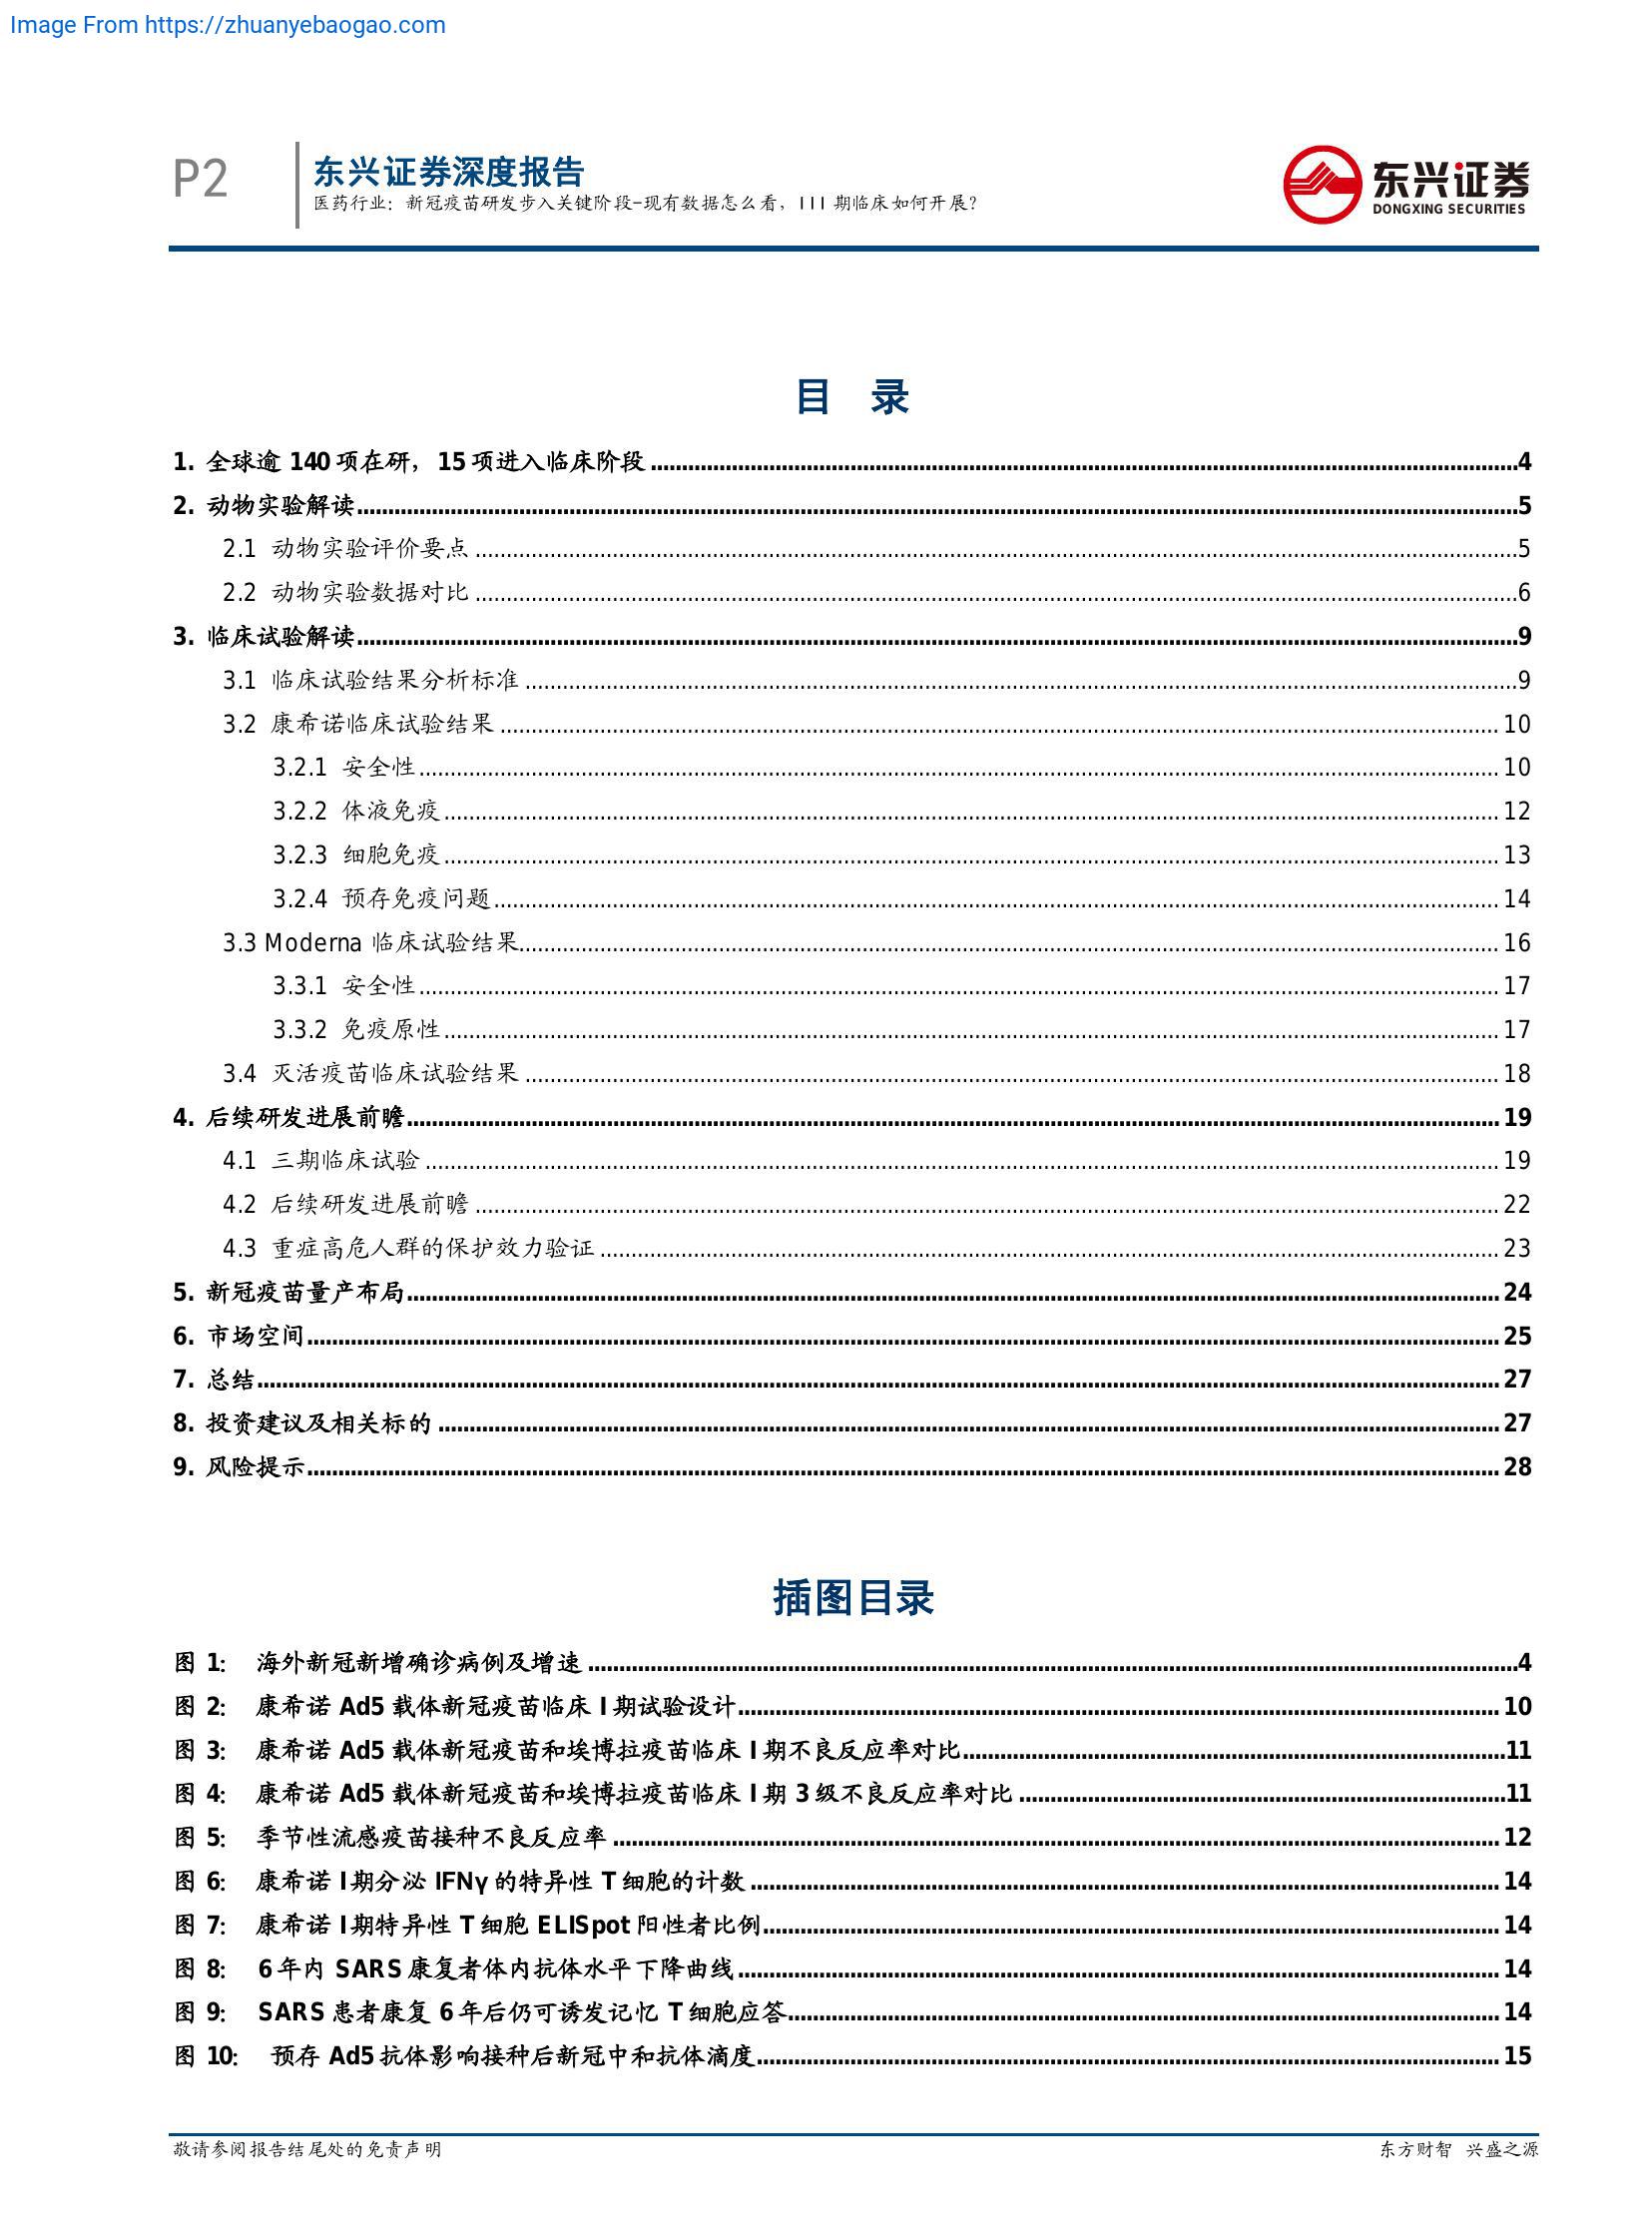 Image From https://zhuanyebaogao.com
P2
东兴证券深度报告
医药行业：新冠疫苗研发步入关键阶段-现有数据怎么看，III 期临床如何开展？
东兴证券
DONGXING SECURITIES
目 录
1. 全球逾 140 项在研，15 项进入临床阶段........4
2. 动物实验解读........5
2.1 动物实验评价要点........5
2.2 动物实验数据对比........6
3. 临床试验解读........9
3.1 临床试验结果分析标准........9
3.2 康希诺临床试验结果........10
3.2.1 安全性........10
3.2.2 体液免疫........12
3.2.3 细胞免疫........13
3.2.4 预存免疫问题........14
3.3 Moderna 临床试验结果........16
3.3.1 安全性........17
3.3.2 免疫原性........17
3.4 灭活疫苗临床试验结果........18
4. 后续研发进展前瞻........19
4.1 三期临床试验........19
4.2 后续研发进展前瞻........22
4.3 重症高危人群的保护效力验证........23
5. 新冠疫苗量产布局........24
6. 市场空间........25
7. 总结........27
8. 投资建议及相关标的........27
9. 风险提示........28
插图目录
图 1： 海外新冠新增确诊病例及增速........4
图 2： 康希诺 Ad5 载体新冠疫苗临床 I 期试验设计........10
图 3： 康希诺 Ad5 载体新冠疫苗和埃博拉疫苗临床 I 期不良反应率对比........11
图 4： 康希诺 Ad5 载体新冠疫苗和埃博拉疫苗临床 I 期 3 级不良反应率对比........11
图 5： 季节性流感疫苗接种不良反应率........12
图 6： 康希诺 I 期分泌 IFNγ 的特异性 T 细胞的计数........14
图 7： 康希诺 I 期特异性 T 细胞 ELISpot 阳性者比例........14
图 8： 6 年内 SARS 康复者体内抗体水平下降曲线........14
图 9： SARS 患者康复 6 年后仍可诱发记忆 T 细胞应答........14
图 10： 预存 Ad5 抗体影响接种后新冠中和抗体滴度........15
敬请参阅报告结尾处的免责声明
东方财智 兴盛之源